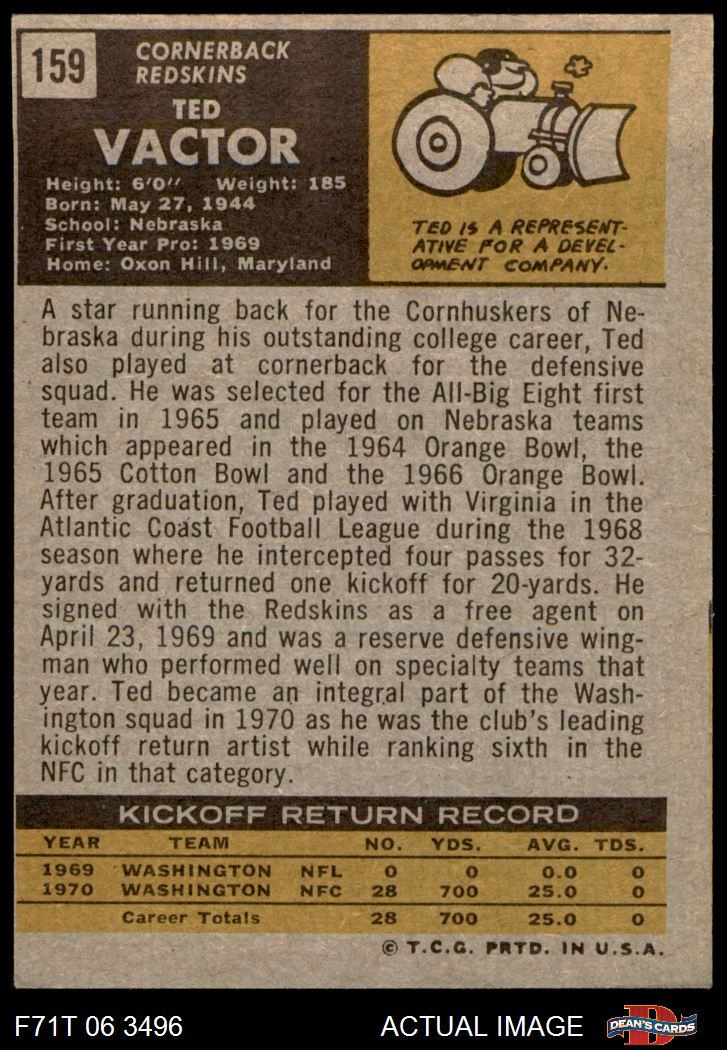 159
CORNERBACK
REDSKINS
TED
VACTOR
Height: 6'0" Weight: 185
Born: May 27, 1944
School: Nebraska
First Year Pro: 1969
Home: Oxon Hill, Maryland
TED IS A REPRESENT-
ATIVE FOR A DEVEL-
OPMENT COMPANY.
A star running back for the Cornhuskers of Ne-
braska during his outstanding college career, Ted
also played at cornerback for the defensive
squad. He was selected for the All-Big Eight first
team in 1965 and played on Nebraska teams
which appeared in the 1964 Orange Bowl, the
1965 Cotton Bowl and the 1966 Orange Bowl.
After graduation, Ted played with Virginia in the
Atlantic Coast Football League during the 1968
season where he intercepted four passes for 32-
yards and returned one kickoff for 20-yards. He
signed with the Redskins as a free agent on
April 23, 1969 and was a reserve defensive wing-
man who performed well on specialty teams that
year. Ted became an integral part of the Wash-
ington squad in 1970 as he was the club's leading
kickoff return artist while ranking sixth in the
NFC in that category.
KICKOFF RETURN RECORD
YEAR TEAM NO. YDS. AVG. TDS.
1969 WASHINGTON NFL 0 0 0.0 0
1970 WASHINGTON NFC 28 700 25.0 0
Career Totals 28 700 25.0 0
© T.C.G. PRTD. IN U.S.A.
F71T 06 3496 ACTUAL IMAGE D DEAN'S CARDS